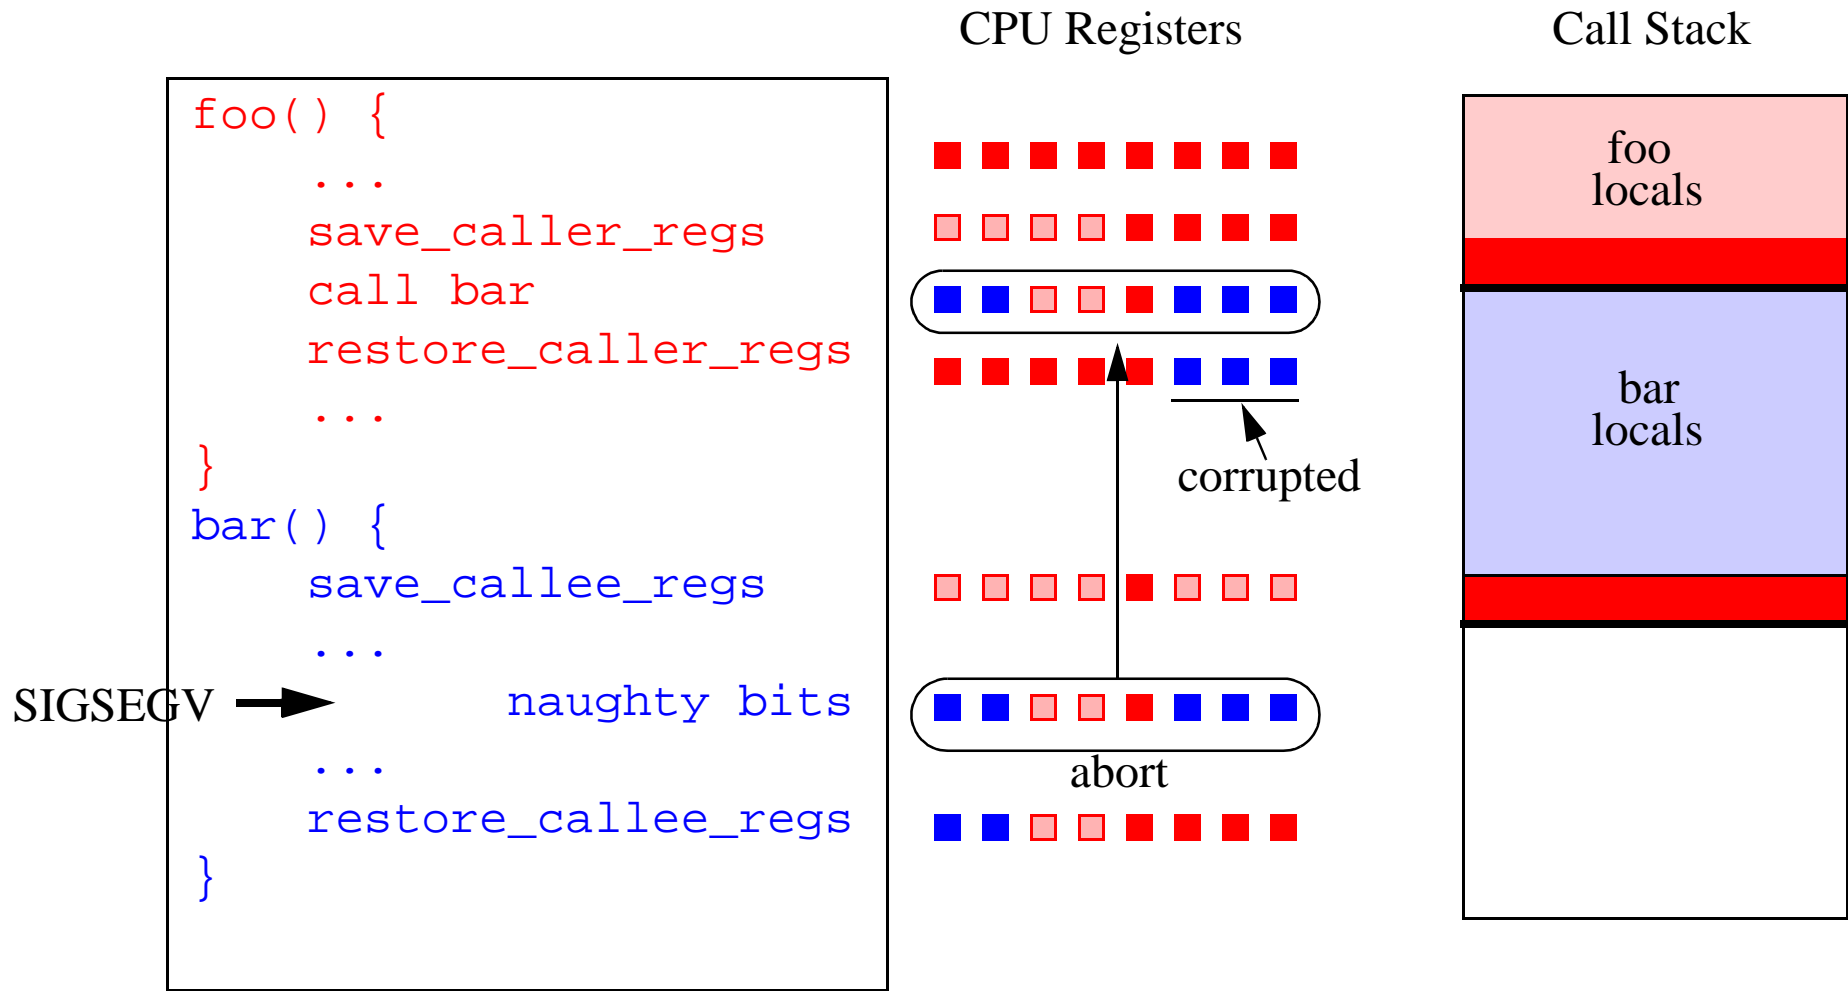 CPU Registers
Call Stack
foo() {
...
save_caller_regs
call bar
restore_caller_regs
...
}
bar() {
save_callee_regs
...
naughty bits
...
restore_callee_regs
}
SIGSEGV
corrupted
abort
foo
locals
bar
locals